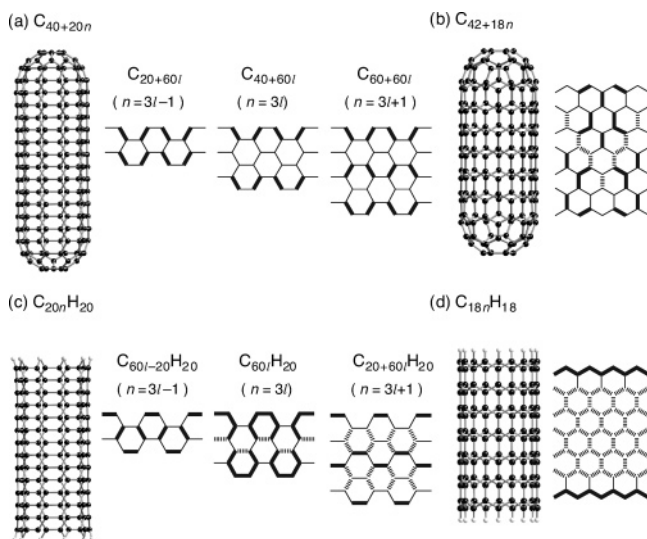 (a) C40+20n
C20+60l
(n=3l−1)
C40+60l
(n=3l)
C60+60l
(n=3l+1)
(b) C42+18n
(c) C20nH20
C60l−20H20
(n=3l−1)
C60lH20
(n=3l)
C20+60lH20
(n=3l+1)
(d) C18nH18